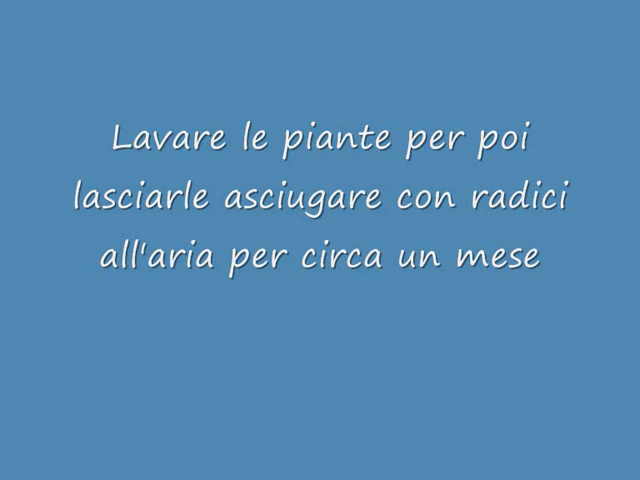 Lavare le piante per poi
lasciarle asciugare con radici
all'aria per circa un mese